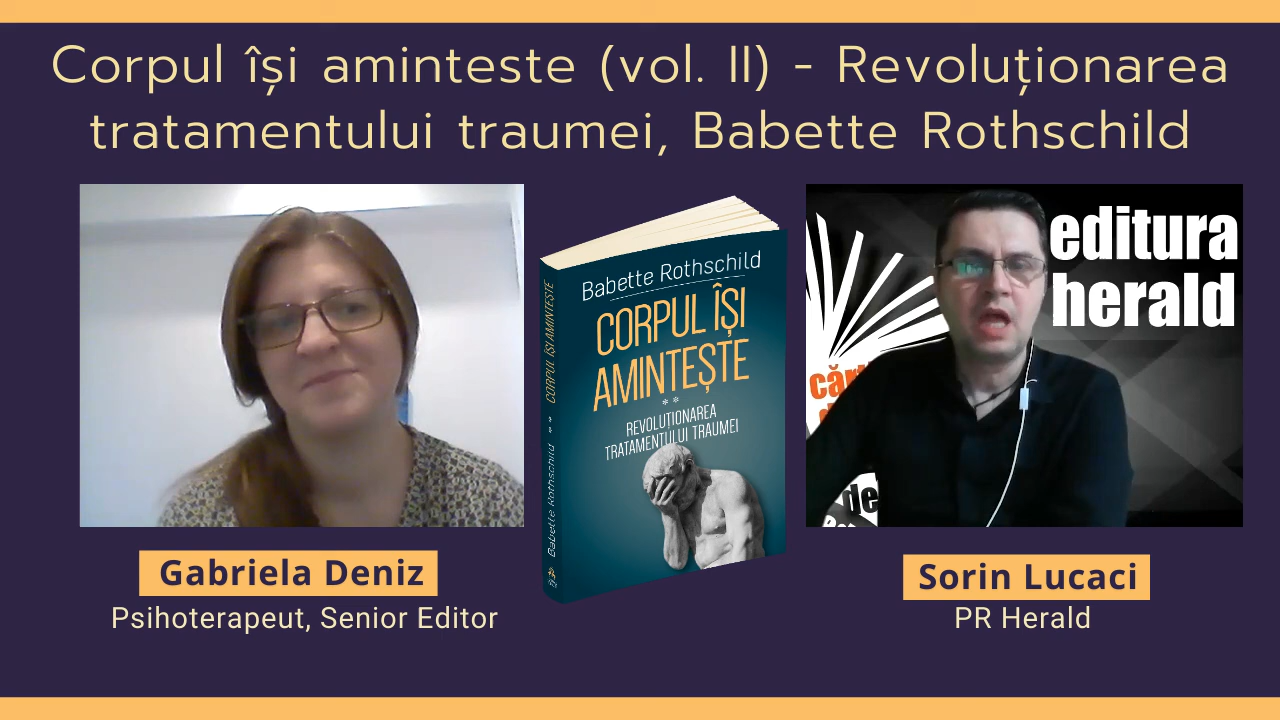 Corpul își aminteste (vol. II) - Revoluționarea
tratamentului traumei, Babette Rothschild
Babette Rothschild
CORPUL ÎȘI
AMINTEȘTE
**
REVOLUȚIONAREA
TRATAMENTULUI TRAUMEI
CORPUL ÎȘI AMINTEȘTE
**
Babette Rothschild
editura
herald
de
Gabriela Deniz
Psihoterapeut, Senior Editor
Sorin Lucaci
PR Herald